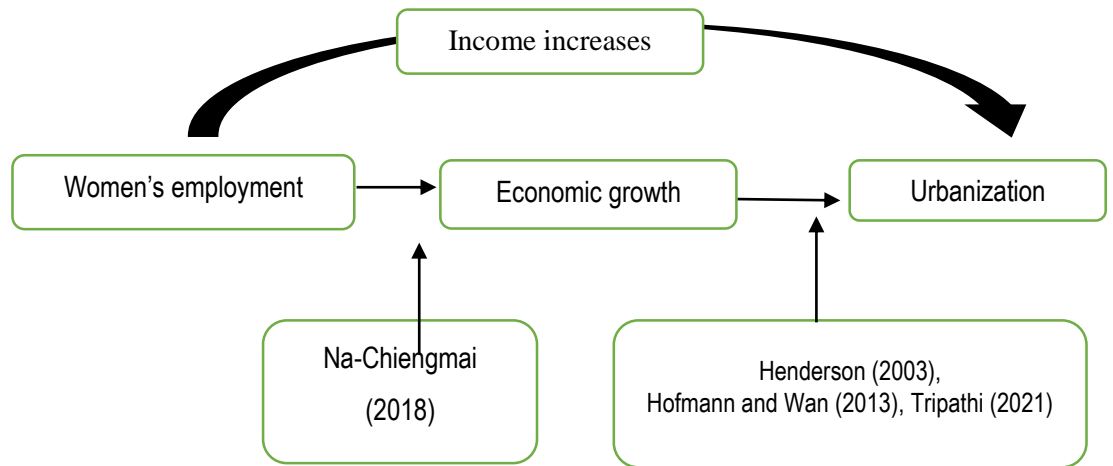 Income increases
Women's employment
Economic growth
Urbanization
Na-Chiengmai
(2018)
Henderson (2003),
Hofmann and Wan (2013), Tripathi (2021)